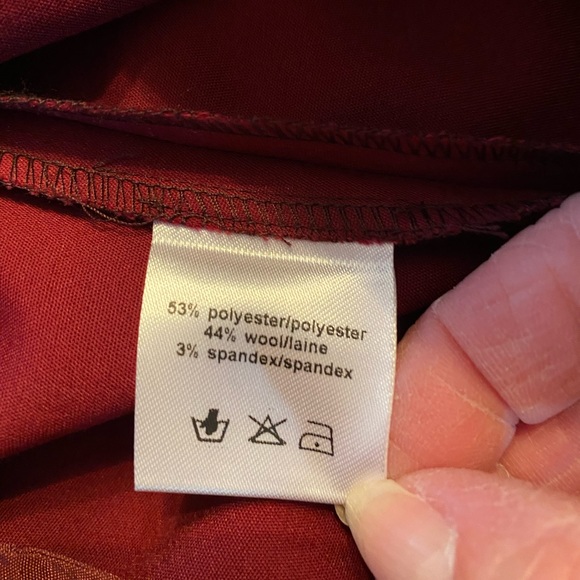 53% polyester/polyester
44% wool/laine
3% spandex/spandex